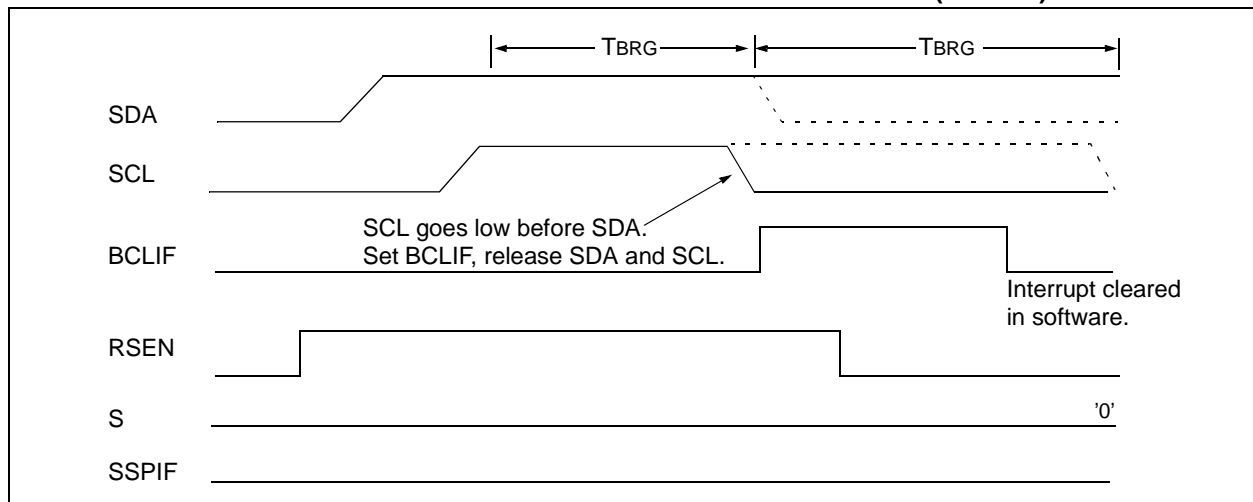 TBRG TBRG
SDA
SCL
SCL goes low before SDA.
Set BCLIF, release SDA and SCL.
BCLIF
Interrupt cleared
in software.
RSEN
S
'0'
SSPIF